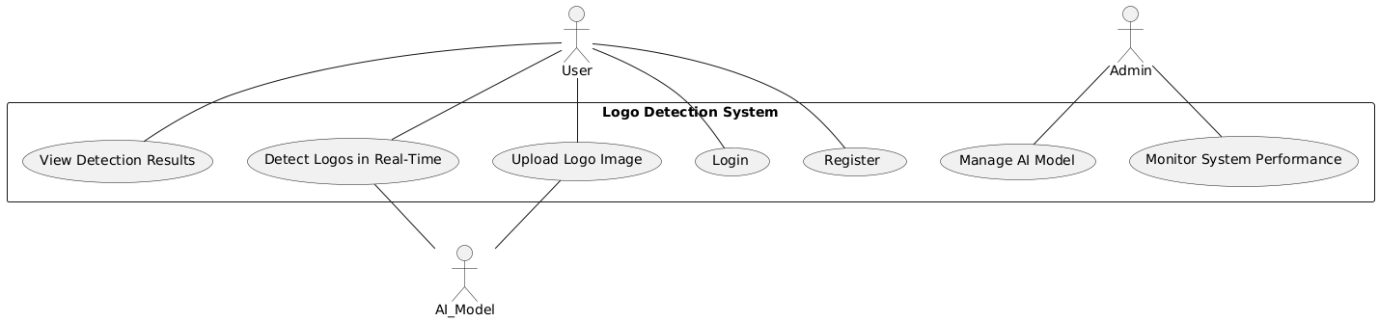 User
Admin
Logo Detection System
View Detection Results
Detect Logos in Real-Time
Upload Logo Image
Login
Register
Manage AI Model
Monitor System Performance
AI_Model